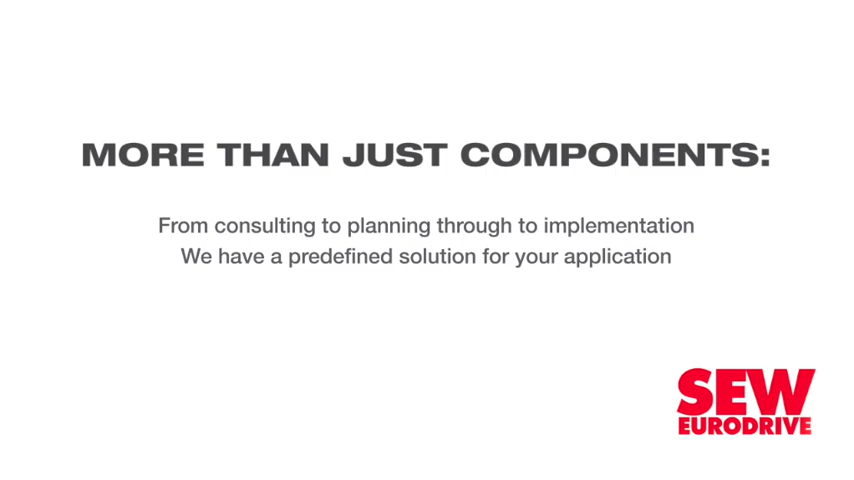 MORE THAN JUST COMPONENTS:
From consulting to planning through to implementation
We have a predefined solution for your application
SEW
EURODRIVE